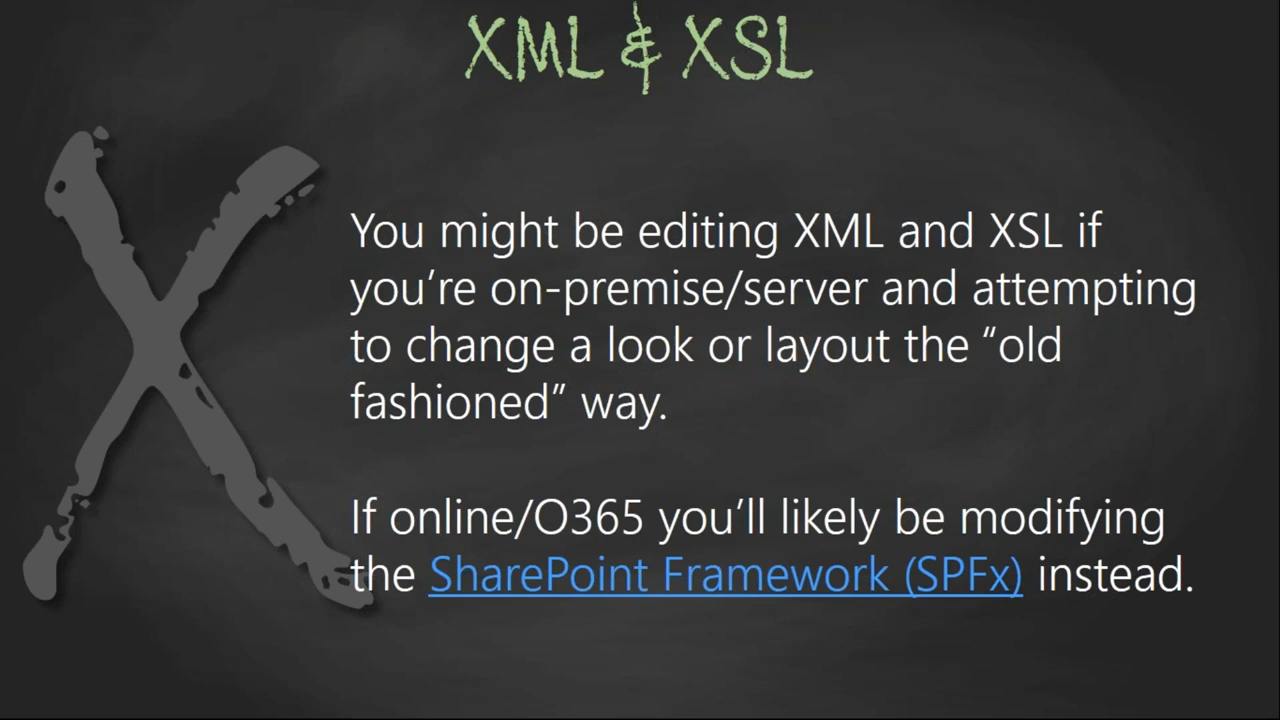 XML & XSL
X
You might be editing XML and XSL if
you’re on-premise/server and attempting
to change a look or layout the “old
fashioned” way.
If online/O365 you’ll likely be modifying
the SharePoint Framework (SPFx) instead.